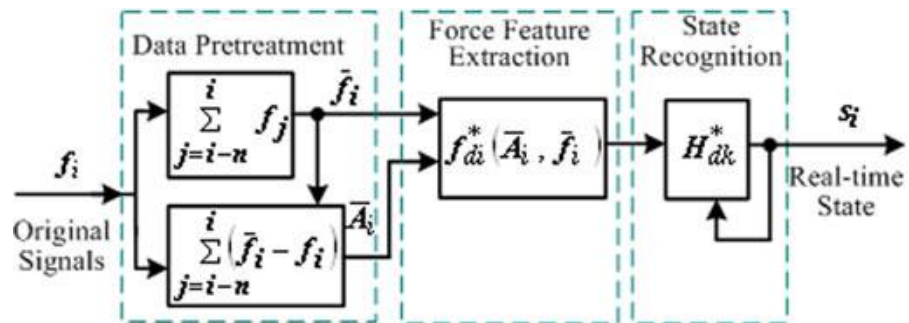 Data Pretreatment
Force Feature
Extraction
State
Recognition
f_i
Original
Signals
i
∑ f_j
j=i-n
f̄_i
i
∑ (f̄_i - f_i)
j=i-n
Ā_i
f*_di (Ā_i , f̄_i )
H*_dk
s_i
Real-time
State